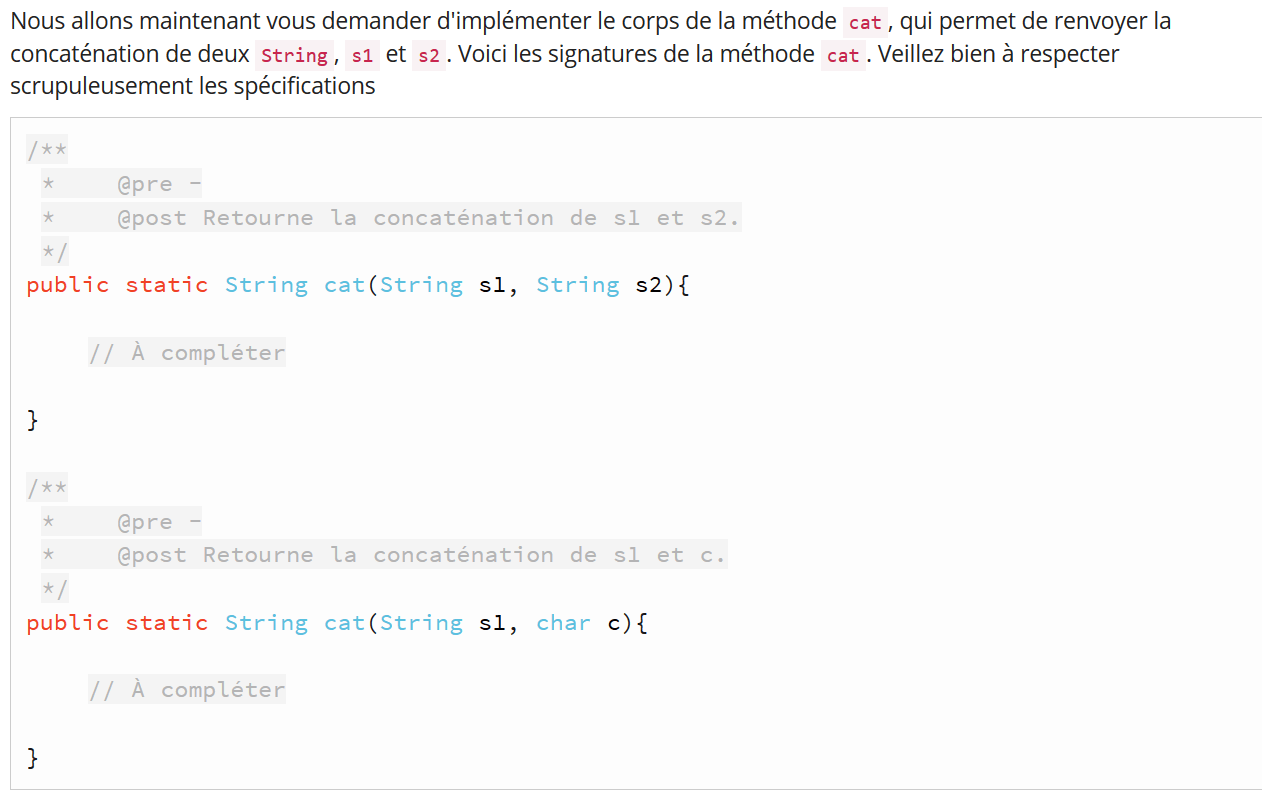 Nous allons maintenant vous demander d'implémenter le corps de la méthode cat, qui permet de renvoyer la
concaténation de deux String, s1 et s2. Voici les signatures de la méthode cat. Veillez bien à respecter
scrupuleusement les spécifications
/**
*    @pre -
*    @post Retourne la concaténation de s1 et s2.
*/
public static String cat(String s1, String s2){
// À compléter
}
/**
*    @pre -
*    @post Retourne la concaténation de s1 et c.
*/
public static String cat(String s1, char c){
// À compléter
}